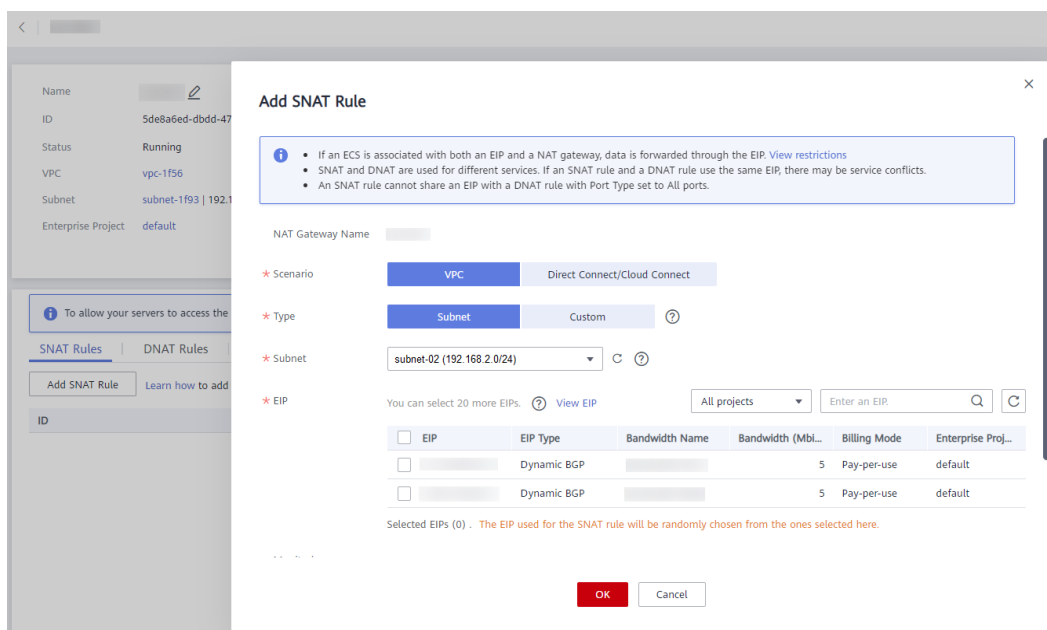 Name
ID 5de8a6ed-dbdd-47
Status Running
VPC vpc-1f56
Subnet subnet-1f93 | 192.1
Enterprise Project default
To allow your servers to access the
SNAT Rules | DNAT Rules |
Add SNAT Rule Learn how to add
ID
Add SNAT Rule
• If an ECS is associated with both an EIP and a NAT gateway, data is forwarded through the EIP. View restrictions
• SNAT and DNAT are used for different services. If an SNAT rule and a DNAT rule use the same EIP, there may be service conflicts.
• An SNAT rule cannot share an EIP with a DNAT rule with Port Type set to All ports.
NAT Gateway Name
* Scenario VPC Direct Connect/Cloud Connect
* Type Subnet Custom
* Subnet subnet-02 (192.168.2.0/24)
* EIP You can select 20 more EIPs. View EIP All projects Enter an EIP.
EIP EIP Type Bandwidth Name Bandwidth (Mbi... Billing Mode Enterprise Proj...
Dynamic BGP 5 Pay-per-use default
Dynamic BGP 5 Pay-per-use default
Selected EIPs (0) . The EIP used for the SNAT rule will be randomly chosen from the ones selected here.
OK Cancel